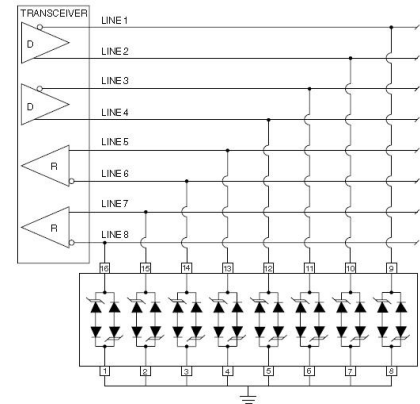 TRANSCEIVER
LINE 1
D
LINE 2
LINE 3
D
LINE 4
LINE 5
R
LINE 6
LINE 7
R
LINE 8
16 15 14 13 12 11 10 9
1 2 3 4 5 6 7 8